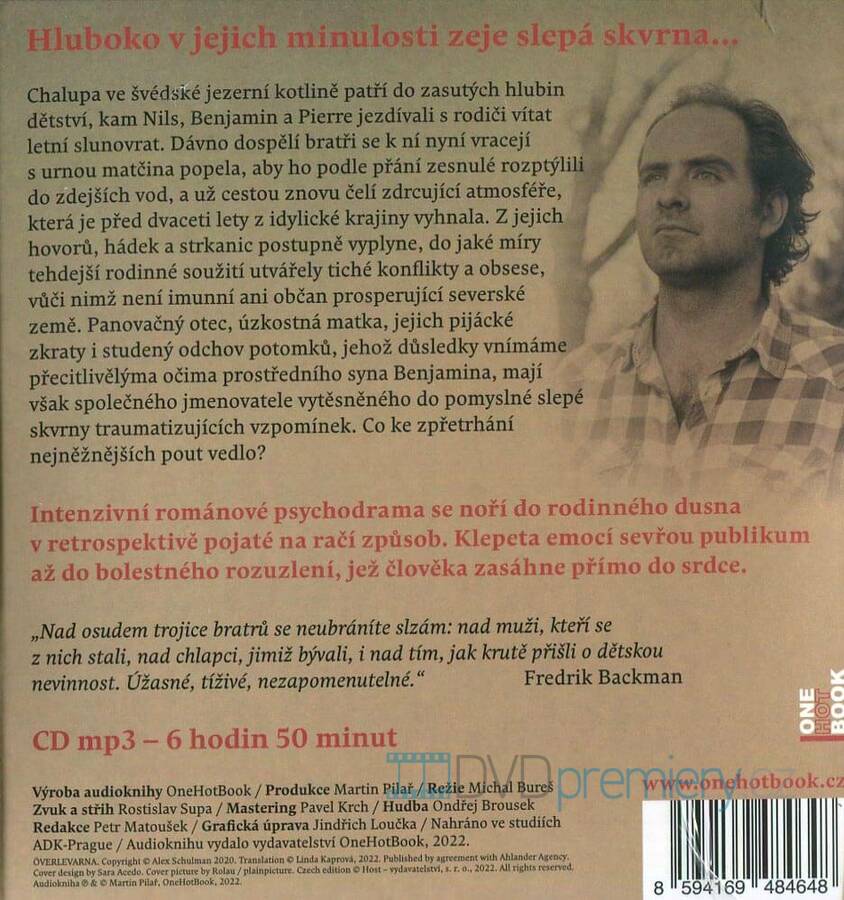 Hluboko v jejich minulosti zeje slepá skvrna...
Chalupa ve švédské jezerní kotlině patří do zasutých hlubin
dětství, kam Nils, Benjamin a Pierre jezdívali s rodiči vítat
letní slunovrat. Dávno dospělí bratři se k ní nyní vracejí
s urnou matčina popela, aby ho podle přání zesnulé rozptýlili
do zdejších vod, a už cestou znovu čelí zdrcující atmosféře,
která je před dvaceti lety z idylické krajiny vyhnala. Z jejich
hovorů, hádek a strkanic postupně vyplyne, do jaké míry
tehdejší rodinné soužití utvářely tiché konflikty a obsese,
vůči nimž není imunní ani občan prosperující severské
země. Panovačný otec, úzkostná matka, jejich pijácké
zkraty i studený odchov potomků, jehož důsledky vnímáme
přecitlivělýma očima prostředního syna Benjamina, mají
však společného jmenovatele vytěsněného do pomyslné slepé
skvrny traumatizujících vzpomínek. Co ke zpřetrhání
nejněžnějších pout vedlo?
Intenzivní románové psychodrama se noří do rodinného dusna
v retrospektivě pojaté na račí způsob. Klepeta emocí sevřou publikum
až do bolestného rozuzlení, jež člověka zasáhne přímo do srdce.
„Nad osudem trojice bratrů se neubráníte slzám: nad muži, kteří se
z nich stali, nad chlapci, jimiž bývali, i nad tím, jak krutě přišli o dětskou
nevinnost. Úžasné, tíživé, nezapomenutelné.“ Fredrik Backman
ONE
HOT
BOOK
CD mp3 – 6 hodin 50 minut
DVDpremiery.cz
www.onehotbook.cz
Výroba audioknihy OneHotBook / Produkce Martin Pilař / Režie Michal Bureš
Zvuk a střih Rostislav Supa / Mastering Pavel Krch / Hudba Ondřej Brousek
Redakce Petr Matoušek / Grafická úprava Jindřich Loučka / Nahráno ve studiích
ADK-Prague / Audioknihu vydalo vydavatelství OneHotBook, 2022.
ÖVERLEVARNA. Copyright © Alex Schulman 2020. Translation © Linda Kaprová, 2022. Published by agreement with Ahlander Agency.
Cover design by Sara Acedo. Cover picture by Rolau / plainpicture. Czech edition © Host – vydavatelství, s. r. o., 2022. All rights reserved.
Audiokniha ℗ & © Martin Pilař, OneHotBook, 2022.
8 594169 484648